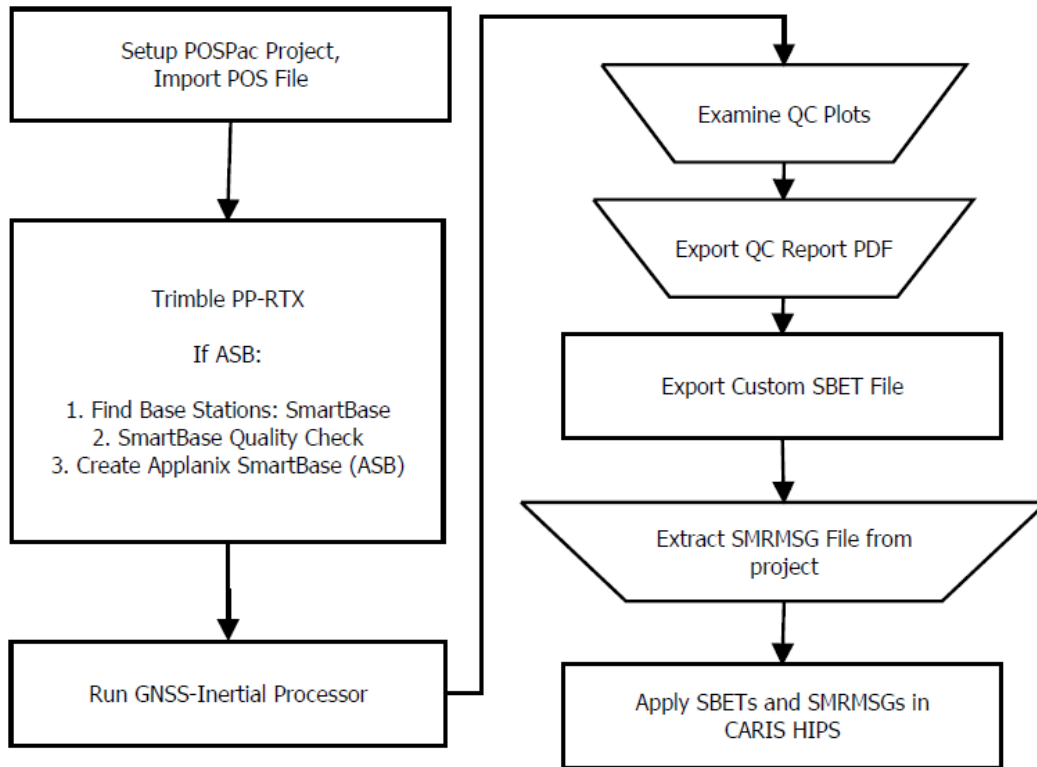 Setup POSPac Project,
Import POS File
Trimble PP-RTX
If ASB:
1. Find Base Stations: SmartBase
2. SmartBase Quality Check
3. Create Applanix SmartBase (ASB)
Run GNSS-Inertial Processor
Examine QC Plots
Export QC Report PDF
Export Custom SBET File
Extract SMRMSG File from
project
Apply SBETs and SMRMSGs in
CARIS HIPS